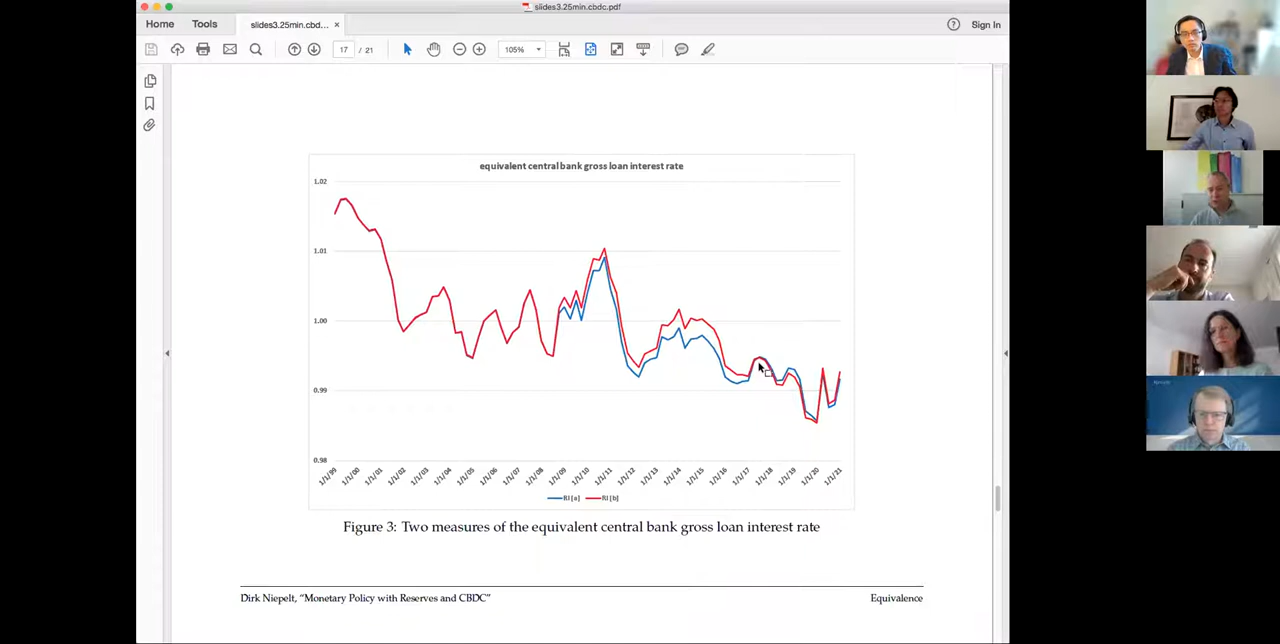 slides3.25min.cbdc.pdf
Home Tools slides3.25min.cbd... × Sign In
17 / 21 105%
equivalent central bank gross loan interest rate
1.02
1.01
1.00
0.99
0.98
1/1/99 1/1/00 1/1/01 1/1/02 1/1/03 1/1/04 1/1/05 1/1/06 1/1/07 1/1/08 1/1/09 1/1/10 1/1/11 1/1/12 1/1/13 1/1/14 1/1/15 1/1/16 1/1/17 1/1/18 1/1/19 1/1/20 1/1/21
Rl[a] Rl[b]
Figure 3: Two measures of the equivalent central bank gross loan interest rate
Dirk Niepelt, “Monetary Policy with Reserves and CBDC” Equivalence